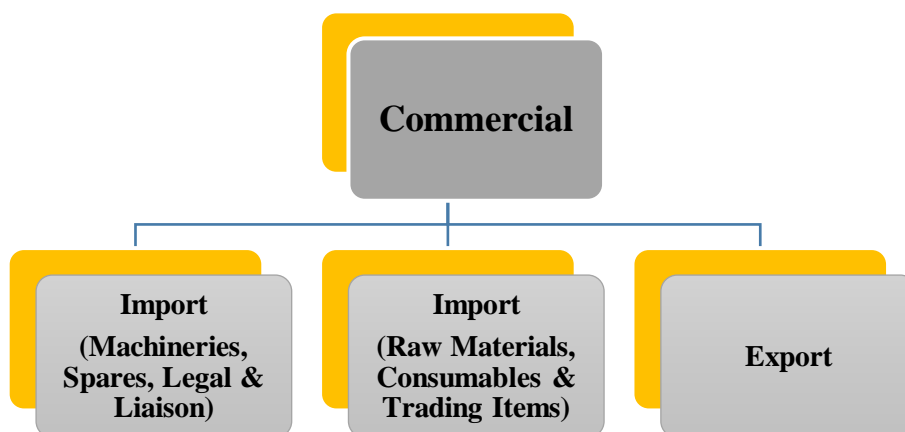 Commercial
Import
(Machineries,
Spares, Legal &
Liaison)
Import
(Raw Materials,
Consumables &
Trading Items)
Export